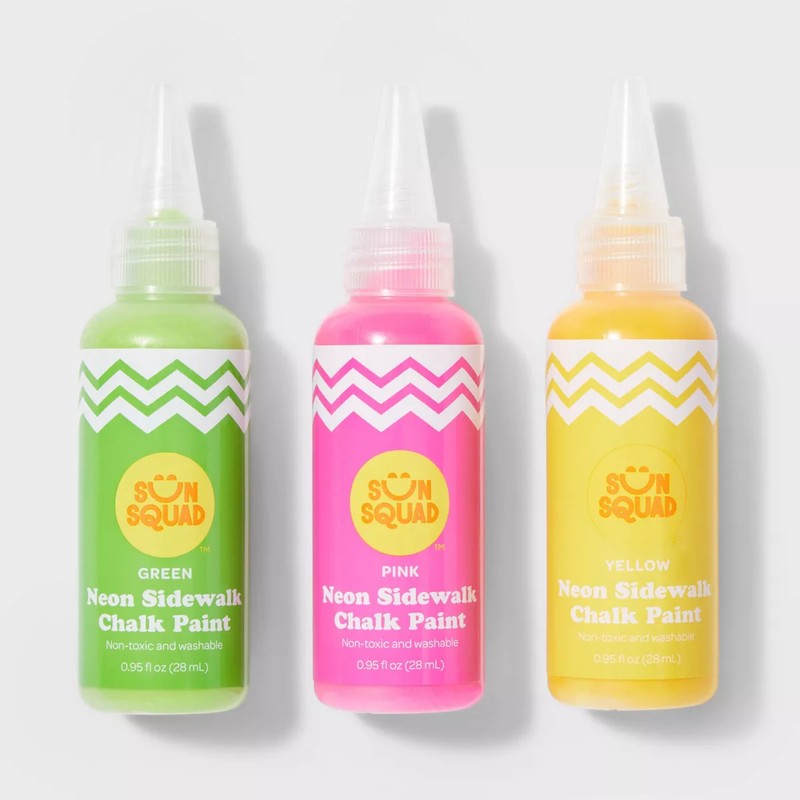 SUN
SQUAD
TM
GREEN
Neon Sidewalk
Chalk Paint
Non-toxic and washable
0.95 fl oz (28 mL)
SUN
SQUAD
TM
PINK
Neon Sidewalk
Chalk Paint
Non-toxic and washable
0.95 fl oz (28 mL)
SUN
SQUAD
YELLOW
Neon Sidewalk
Chalk Paint
Non-toxic and washable
0.95 fl oz (28 mL)